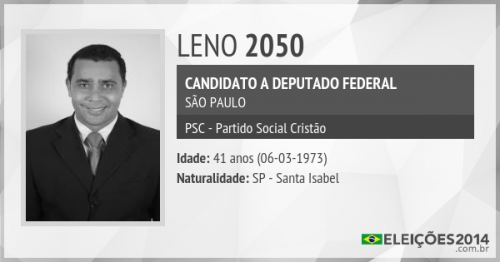 LENO 2050
CANDIDATO A DEPUTADO FEDERAL
SÃO PAULO
PSC - Partido Social Cristão
Idade: 41 anos (06-03-1973)
Naturalidade: SP - Santa Isabel
ELEIÇÕES2014
.com.br